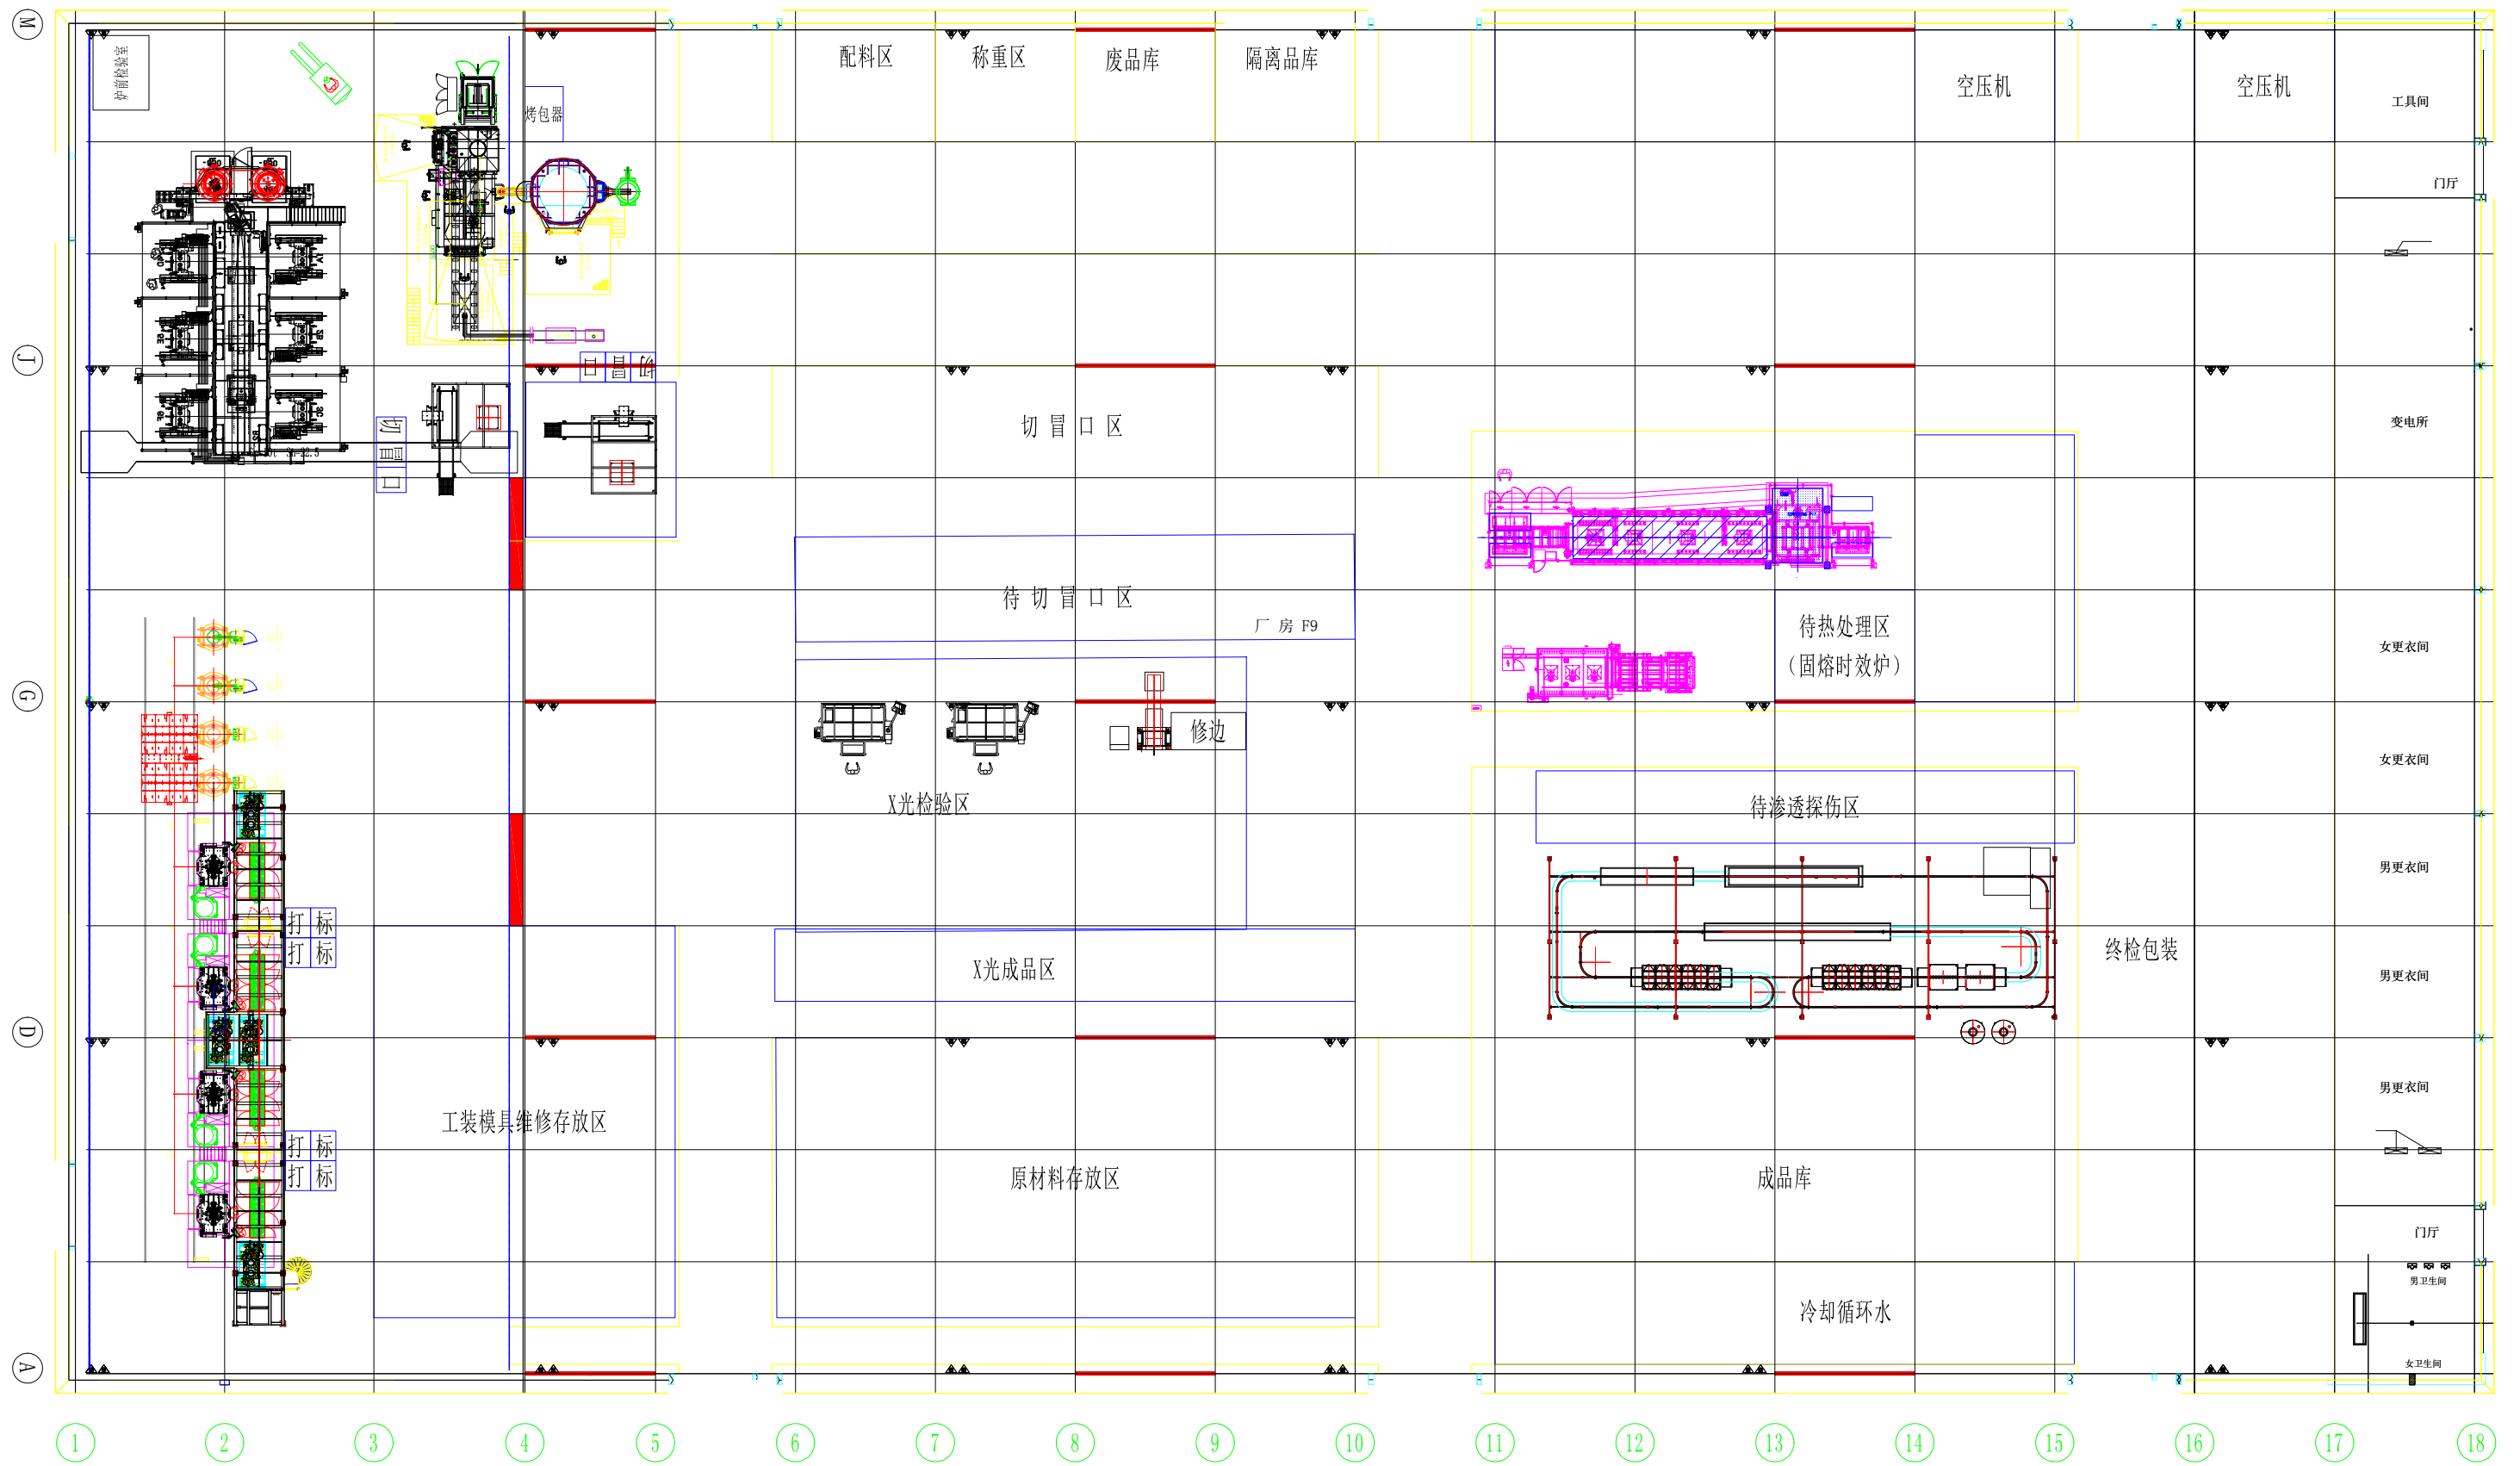 M
炉前检验室
烤包器
配料区
称重区
废品库
隔离品库
空压机
空压机
工具间
门厅
J
切冒口
切冒口
切 冒 口 区
变电所
待 切 冒 口 区
厂 房 F9
待热处理区
（固熔时效炉）
女更衣间
G
修边
女更衣间
X光检验区
待渗透探伤区
男更衣间
打 标
打 标
X光成品区
终检包装
男更衣间
D
男更衣间
工装模具维修存放区
打 标
打 标
原材料存放区
成品库
门厅
男卫生间
冷却循环水
女卫生间
A
1 2 3 4 5 6 7 8 9 10 11 12 13 14 15 16 17 18